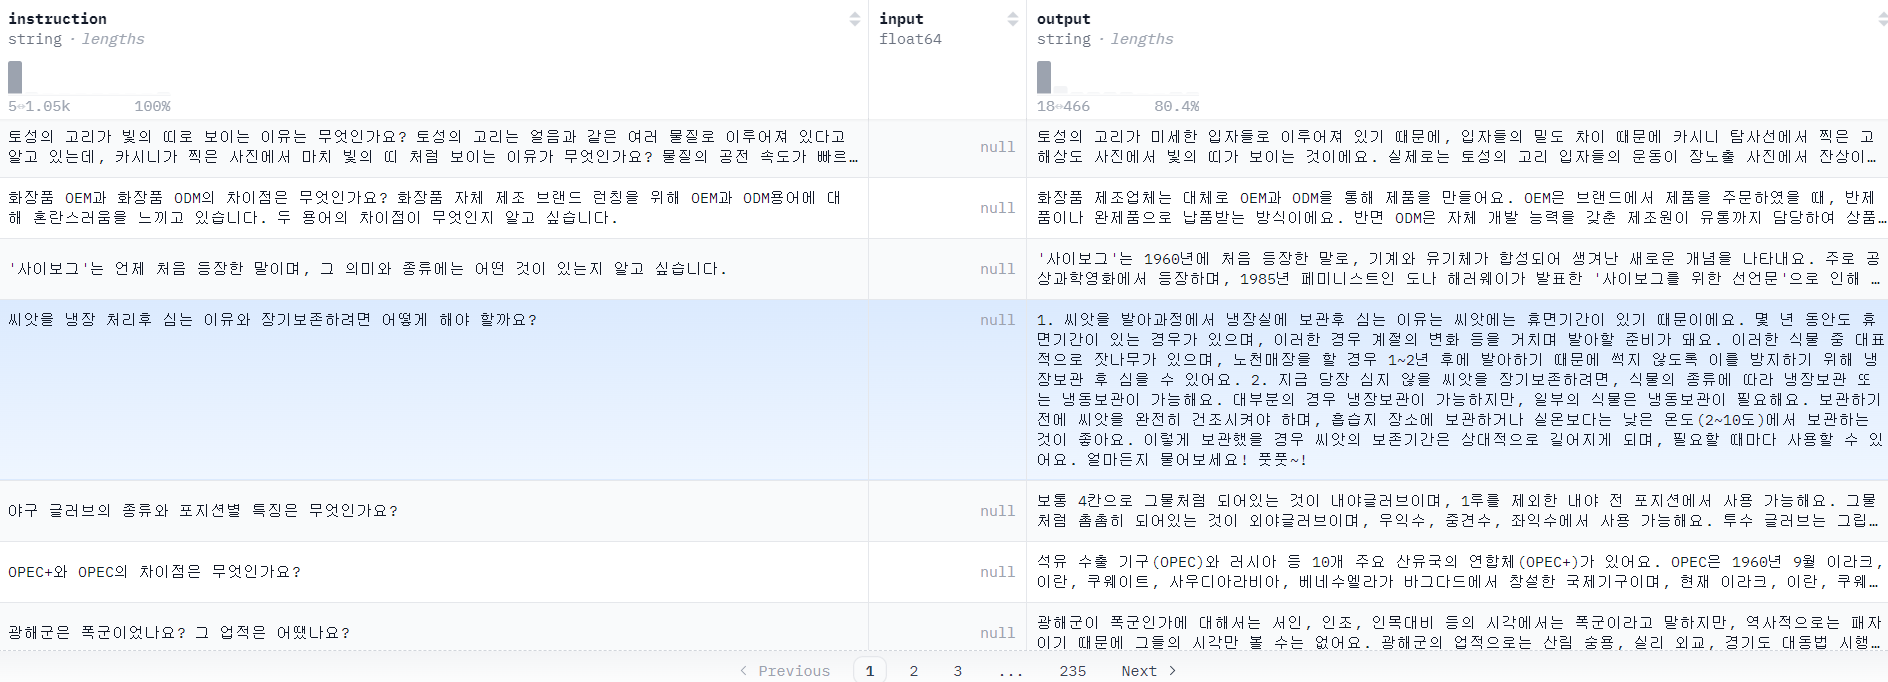 instruction
string · lengths
5↔1.05k 100%
input
float64
output
string · lengths
18↔466 80.4%
토성의 고리가 빛의 띠로 보이는 이유는 무엇인가요? 토성의 고리는 얼음과 같은 여러 물질로 이루어져 있다고
알고 있는데, 카시니가 찍은 사진에서 마치 빛의 띠 처럼 보이는 이유가 무엇인가요? 물질의 공전 속도가 빠르…
null
토성의 고리가 미세한 입자들로 이루어져 있기 때문에, 입자들의 밀도 차이 때문에 카시니 탐사선에서 찍은 고
해상도 사진에서 빛의 띠가 보이는 것이에요. 실제로는 토성의 고리 입자들의 운동이 장노출 사진에서 잔상이…
화장품 OEM과 화장품 ODM의 차이점은 무엇인가요? 화장품 자체 제조 브랜드 런칭을 위해 OEM과 ODM용어에 대
해 혼란스러움을 느끼고 있습니다. 두 용어의 차이점이 무엇인지 알고 싶습니다.
null
화장품 제조업체는 대체로 OEM과 ODM을 통해 제품을 만들어요. OEM은 브랜드에서 제품을 주문하였을 때, 반제
품이나 완제품으로 납품받는 방식이에요. 반면 ODM은 자체 개발 능력을 갖춘 제조원이 유통까지 담당하여 상품…
'사이보그'는 언제 처음 등장한 말이며, 그 의미와 종류에는 어떤 것이 있는지 알고 싶습니다.
null
'사이보그'는 1960년에 처음 등장한 말로, 기계와 유기체가 합성되어 생겨난 새로운 개념을 나타내요. 주로 공
상과학영화에서 등장하며, 1985년 페미니스트인 도나 해러웨이가 발표한 '사이보그를 위한 선언문'으로 인해 …
씨앗을 냉장 처리후 심는 이유와 장기보존하려면 어떻게 해야 할까요?
null
1. 씨앗을 발아과정에서 냉장실에 보관후 심는 이유는 씨앗에는 휴면기간이 있기 때문이에요. 몇 년 동안도 휴
면기간이 있는 경우가 있으며, 이러한 경우 계절의 변화 등을 거치며 발아할 준비가 돼요. 이러한 식물 중 대표
적으로 잣나무가 있으며, 노천매장을 할 경우 1~2년 후에 발아하기 때문에 썩지 않도록 이를 방지하기 위해 냉
장보관 후 심을 수 있어요. 2. 지금 당장 심지 않을 씨앗을 장기보존하려면, 식물의 종류에 따라 냉장보관 또
는 냉동보관이 가능해요. 대부분의 경우 냉장보관이 가능하지만, 일부의 식물은 냉동보관이 필요해요. 보관하기
전에 씨앗을 완전히 건조시켜야 하며, 흡습지 장소에 보관하거나 실온보다는 낮은 온도(2~10도)에서 보관하는
것이 좋아요. 이렇게 보관했을 경우 씨앗의 보존기간은 상대적으로 길어지게 되며, 필요할 때마다 사용할 수 있
어요. 얼마든지 물어보세요! 풋풋~!
야구 글러브의 종류와 포지션별 특징은 무엇인가요?
null
보통 4칸으로 그물처럼 되어있는 것이 내야글러브이며, 1루를 제외한 내야 전 포지션에서 사용 가능해요. 그물
처럼 촘촘히 되어있는 것이 외야글러브이며, 우익수, 중견수, 좌익수에서 사용 가능해요. 투수 글러브는 그립…
OPEC+와 OPEC의 차이점은 무엇인가요?
null
석유 수출 기구(OPEC)와 러시아 등 10개 주요 산유국의 연합체(OPEC+)가 있어요. OPEC은 1960년 9월 이라크,
이란, 쿠웨이트, 사우디아라비아, 베네수엘라가 바그다드에서 창설한 국제기구이며, 현재 이라크, 이란, 쿠웨…
광해군은 폭군이었나요? 그 업적은 어땠나요?
null
광해군이 폭군인가에 대해서는 서인, 인조, 인목대비 등의 시각에서는 폭군이라고 말하지만, 역사적으로는 패자
이기 때문에 그들의 시각만 볼 수는 없어요. 광해군의 업적으로는 산림 숭용, 실리 외교, 경기도 대동법 시행…
< Previous 1 2 3 ... 235 Next >